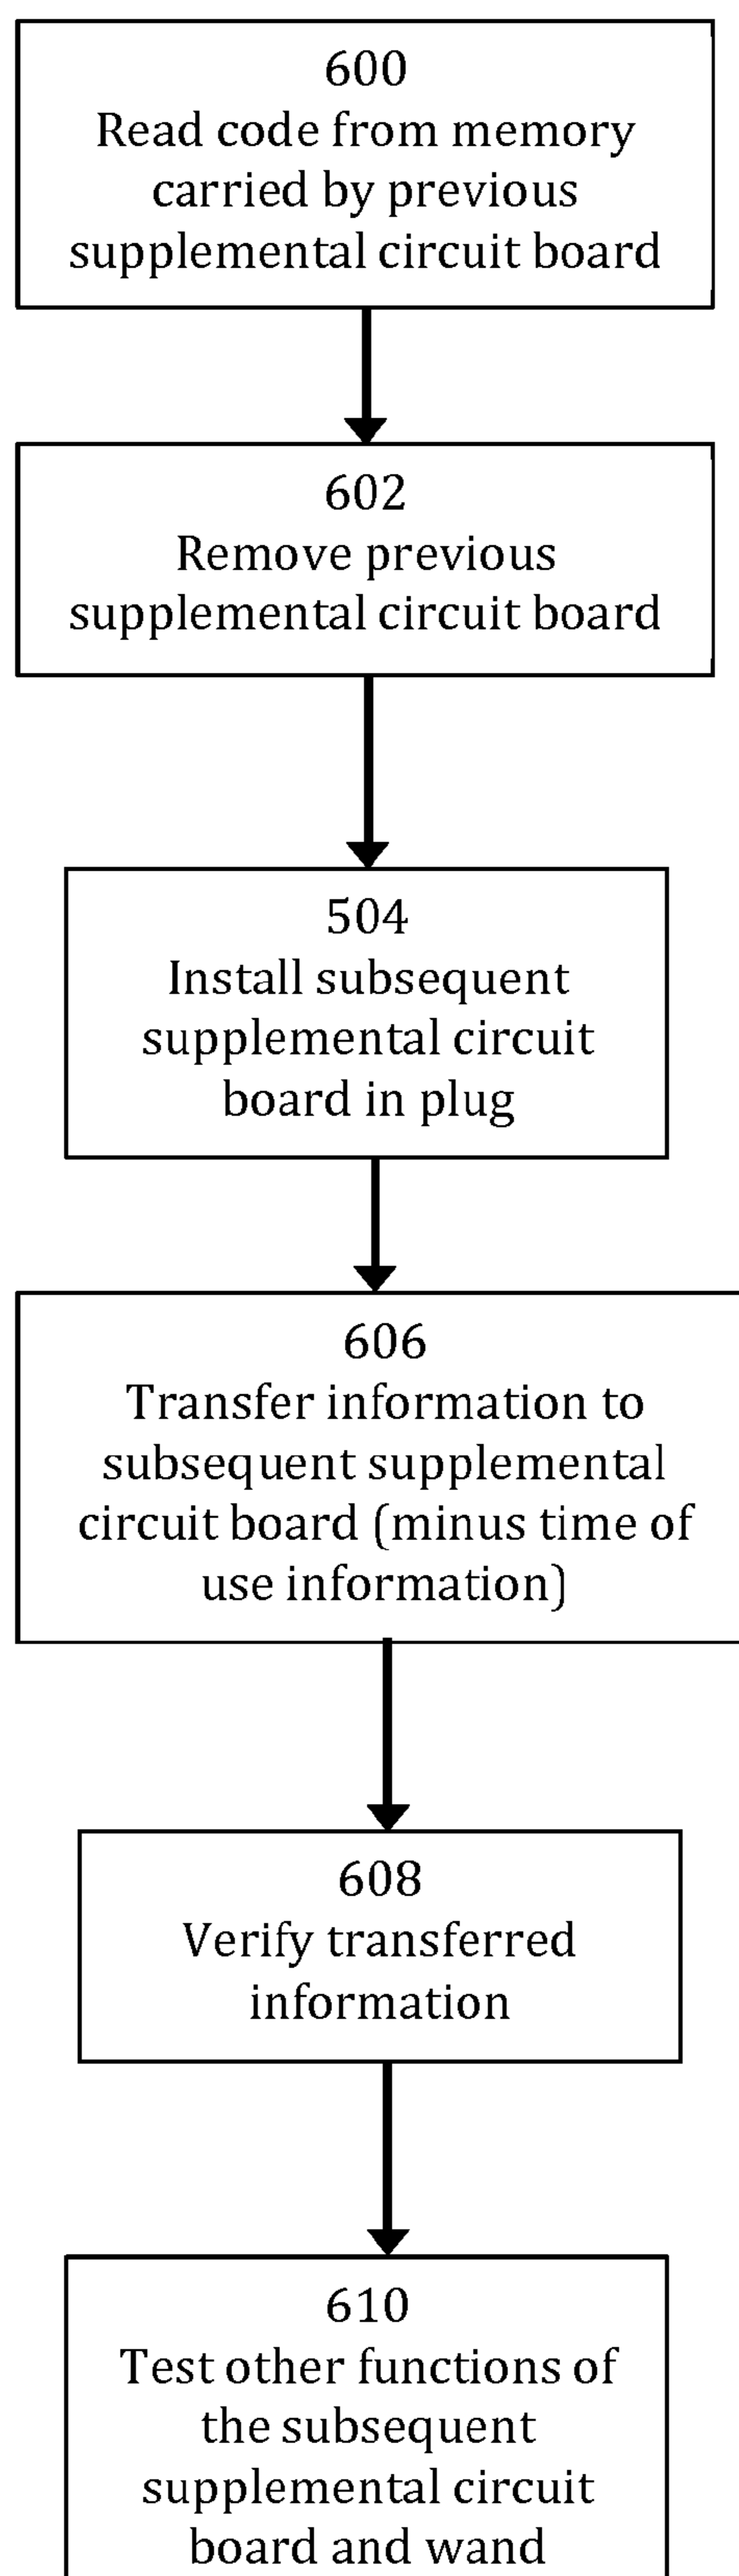 600
Read code from memory
carried by previous
supplemental circuit board
602
Remove previous
supplemental circuit board
504
Install subsequent
supplemental circuit
board in plug
606
Transfer information to
subsequent supplemental
circuit board (minus time of
use information)
608
Verify transferred
information
610
Test other functions of
the subsequent
supplemental circuit
board and wand